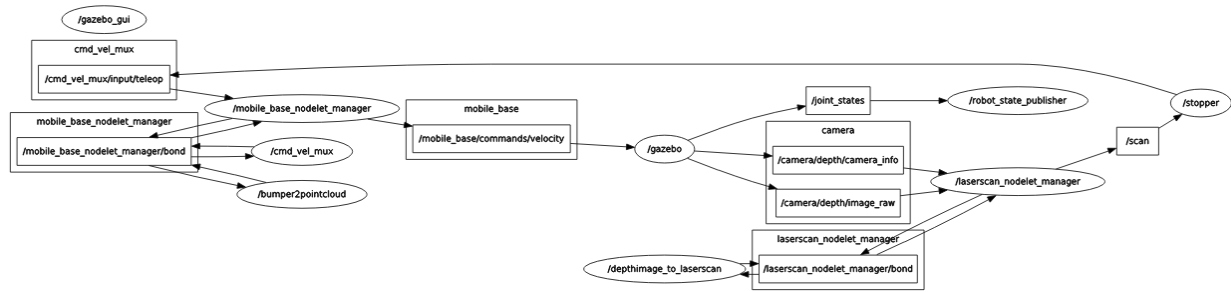 /gazebo_gui
cmd_vel_mux
/cmd_vel_mux/input/teleop
/mobile_base_nodelet_manager
mobile_base_nodelet_manager
/mobile_base_nodelet_manager/bond
/cmd_vel_mux
/bumper2pointcloud
mobile_base
/mobile_base/commands/velocity
/gazebo
/joint_states
/robot_state_publisher
camera
/camera/depth/camera_info
/camera/depth/image_raw
/laserscan_nodelet_manager
/scan
/stopper
laserscan_nodelet_manager
/laserscan_nodelet_manager/bond
/depthimage_to_laserscan